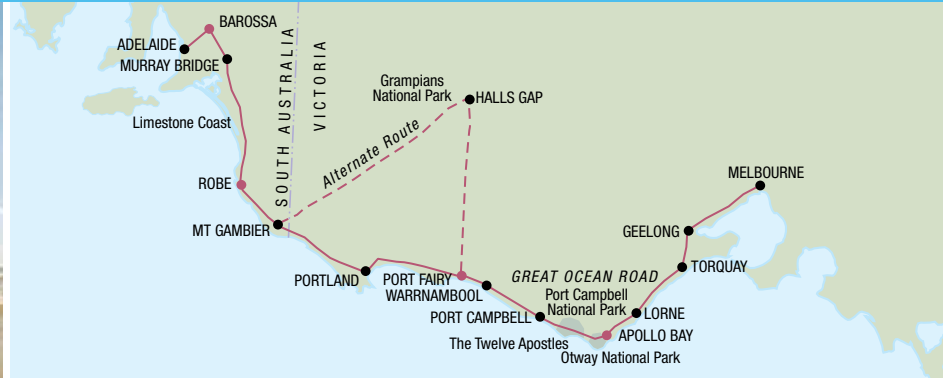 BAROSSA
ADELAIDE
MURRAY BRIDGE
SOUTH AUSTRALIA
VICTORIA
Grampians
National Park
HALLS GAP
Limestone Coast
Alternate Route
ROBE
MELBOURNE
MT GAMBIER
GEELONG
PORTLAND
PORT FAIRY
GREAT OCEAN ROAD
TORQUAY
WARRNAMBOOL
Port Campbell
National Park
PORT CAMPBELL
LORNE
The Twelve Apostles
APOLLO BAY
Otway National Park